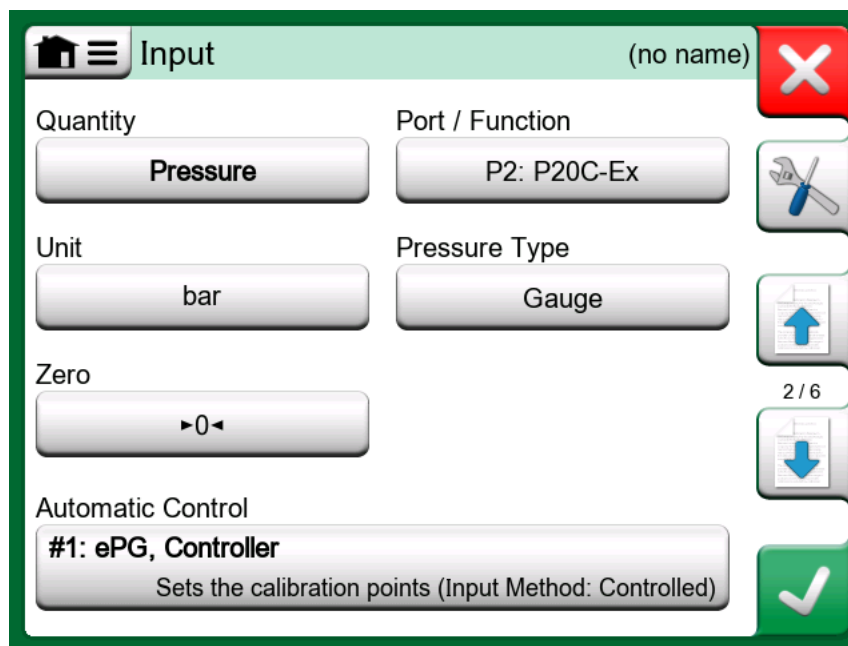 Input
(no name)
Quantity
Port / Function
Pressure
P2: P20C-Ex
Unit
Pressure Type
bar
Gauge
Zero
2 / 6
►0◄
Automatic Control
#1: ePG, Controller
Sets the calibration points (Input Method: Controlled)